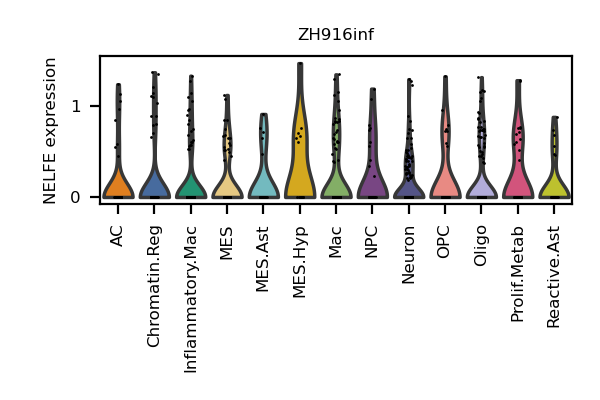 ZH916inf
NELFE expression
1
0
AC
Chromatin.Reg
Inflammatory.Mac
MES
MES.Ast
MES.Hyp
Mac
NPC
Neuron
OPC
Oligo
Prolif.Metab
Reactive.Ast